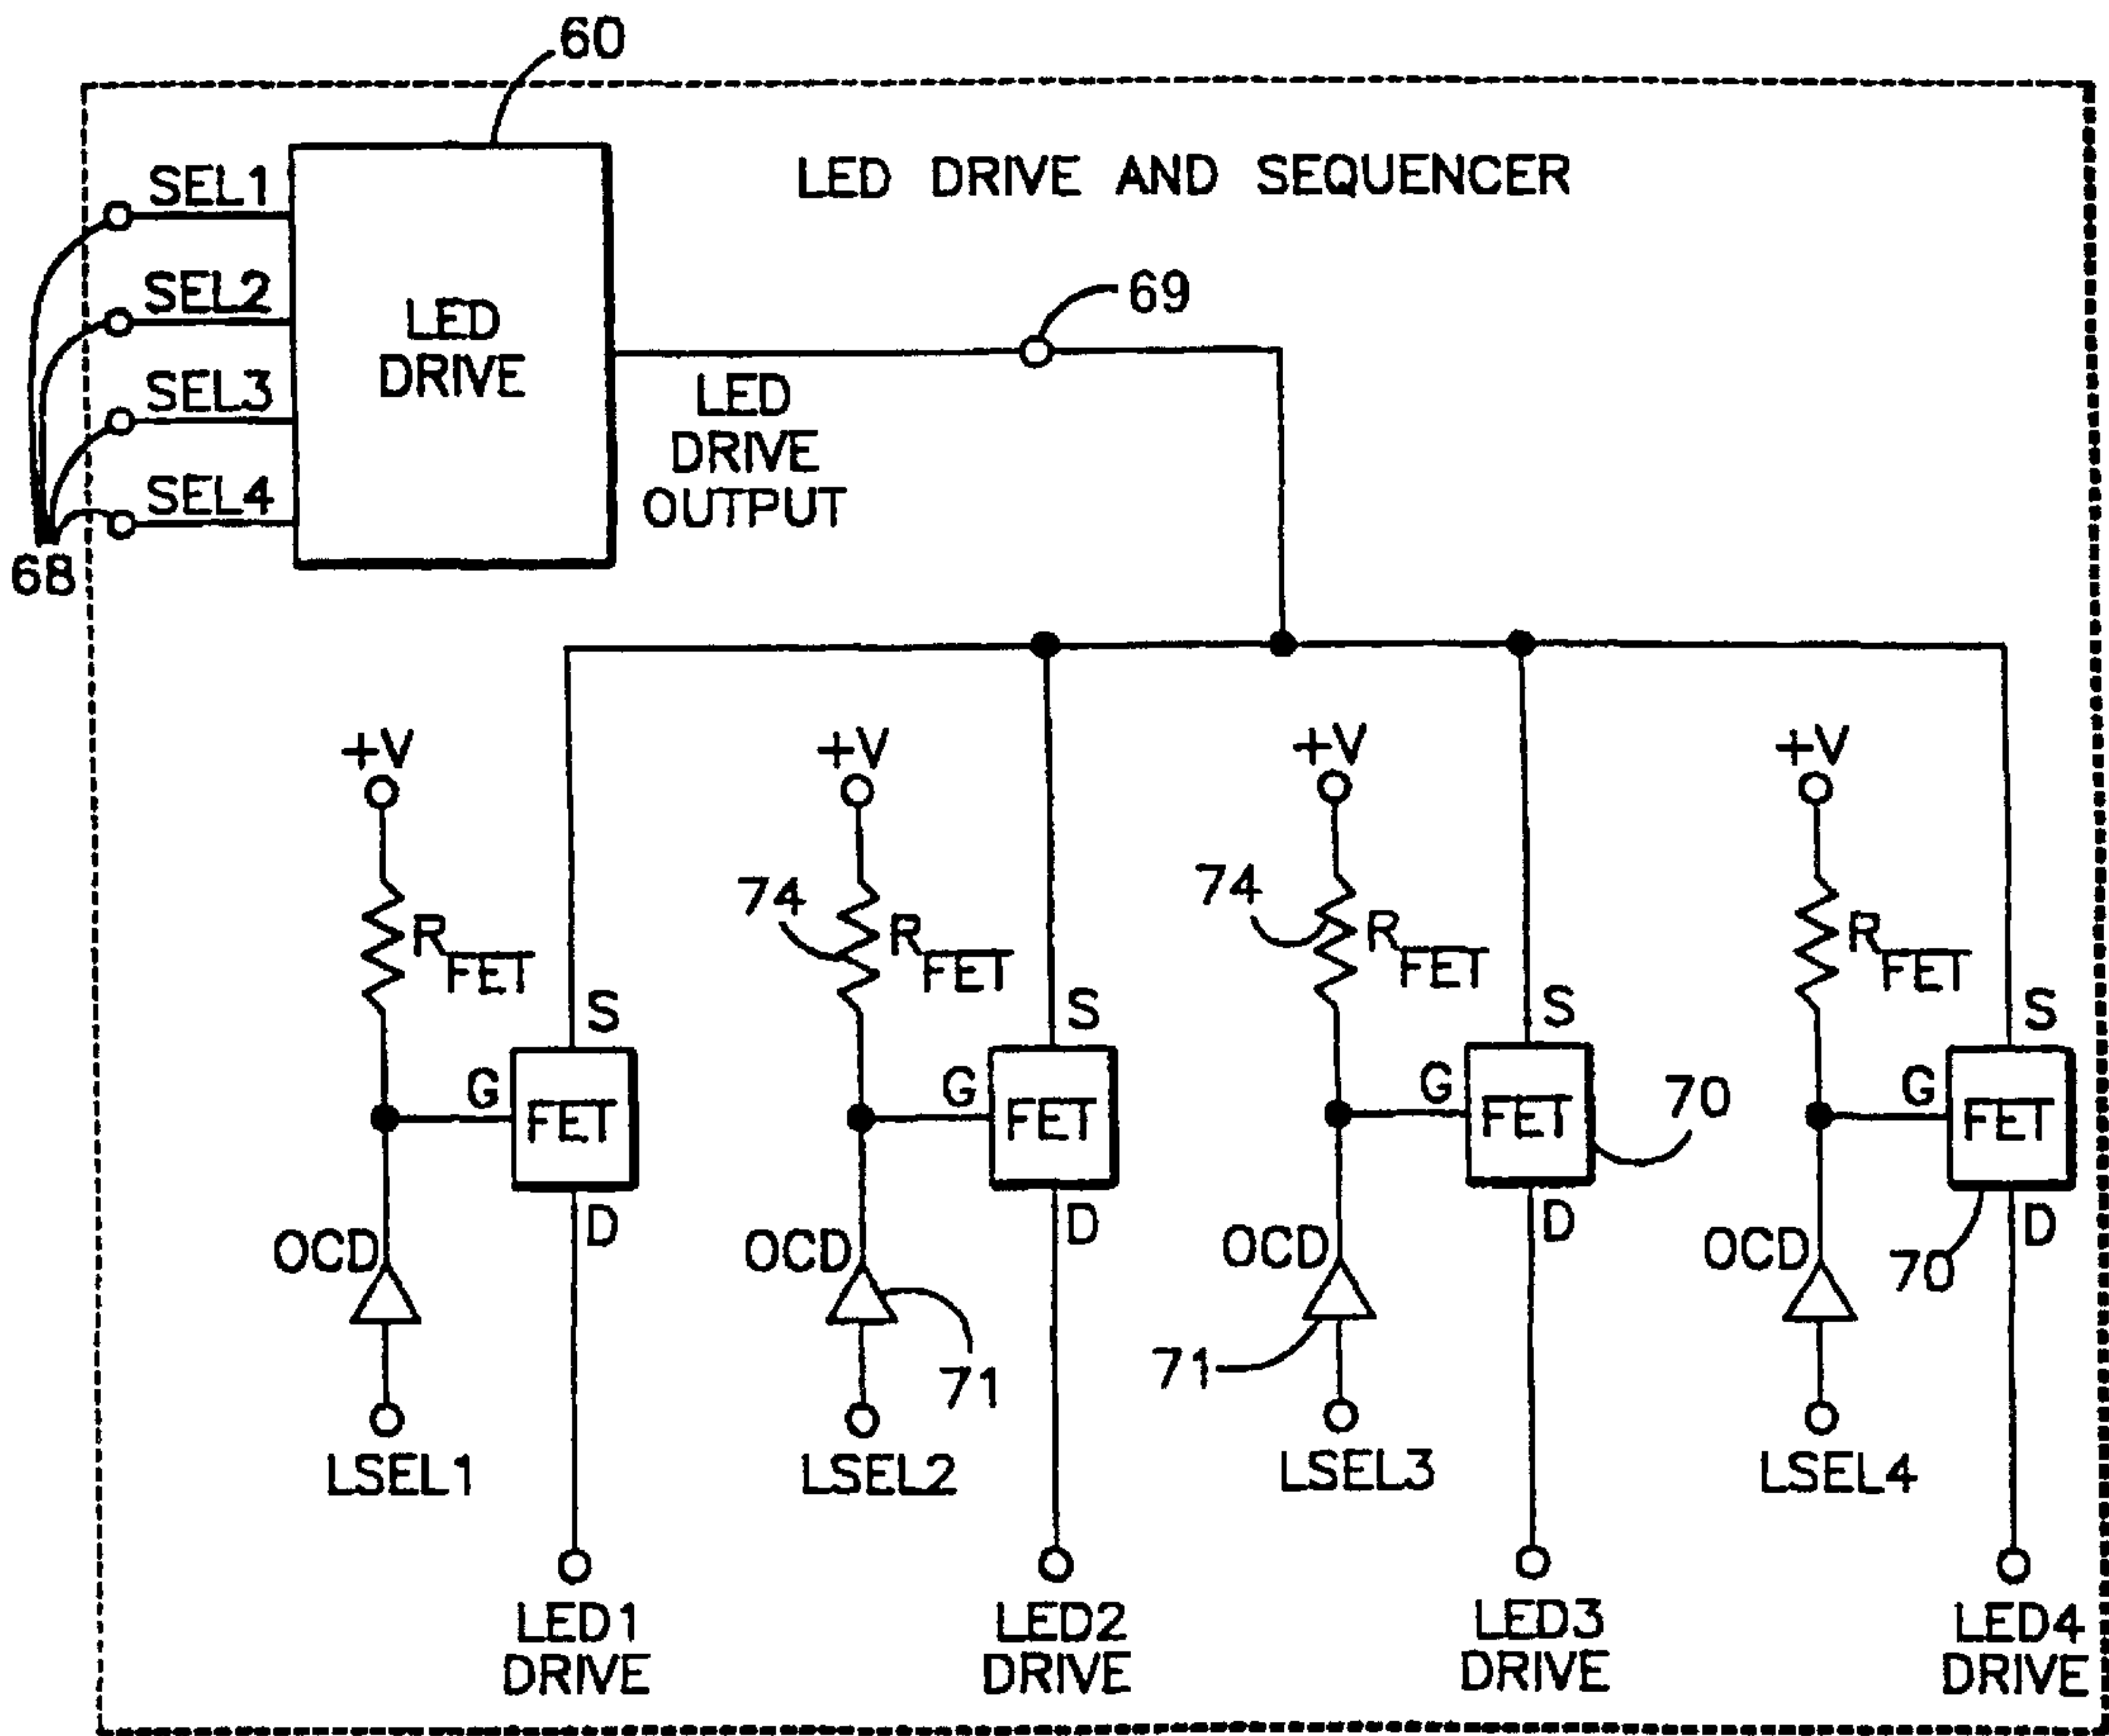 60
LED DRIVE AND SEQUENCER
SEL1
SEL2
SEL3
SEL4
68
LED
DRIVE
69
LED
DRIVE
OUTPUT
+V +V +V +V
74 74
R FET R FET R FET R FET
S S S S
G G G G
FET FET FET FET
70
D D D D
OCD OCD OCD OCD
70
71 71
LSEL1 LSEL2 LSEL3 LSEL4
LED1 LED2 LED3 LED4
DRIVE DRIVE DRIVE DRIVE